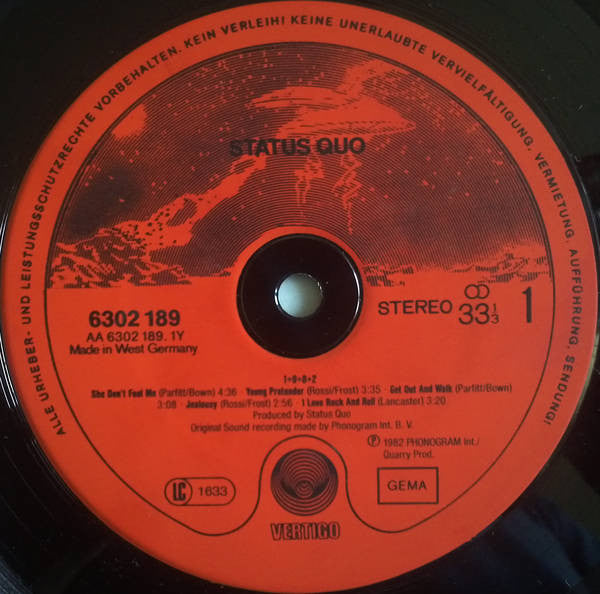 ALLE URHEBER- UND LEISTUNGSSCHUTZRECHTE VORBEHALTEN. KEIN VERLEIH! KEINE UNERLAUBTE VERVIELFÄLTIGUNG, VERMIETUNG, AUFFÜHRUNG, SENDUNG!
STATUS QUO
6302 189
AA 6302 189. 1Y
Made in West Germany
STEREO 33 1/3 1
1+9+8+2
She Don't Fool Me (Parfitt/Bown) 4:36 · Young Pretender (Rossi/Frost) 3:35 · Get Out And Walk (Parfitt/Bown)
3:08 · Jealousy (Rossi/Frost) 2:56 · I Love Rock And Roll (Lancaster) 3:20
Produced by Status Quo
Original Sound recording made by Phonogram Int. B. V.
℗ 1982 PHONOGRAM Int./
Quarry Prod.
LC 1633
GEMA
VERTIGO